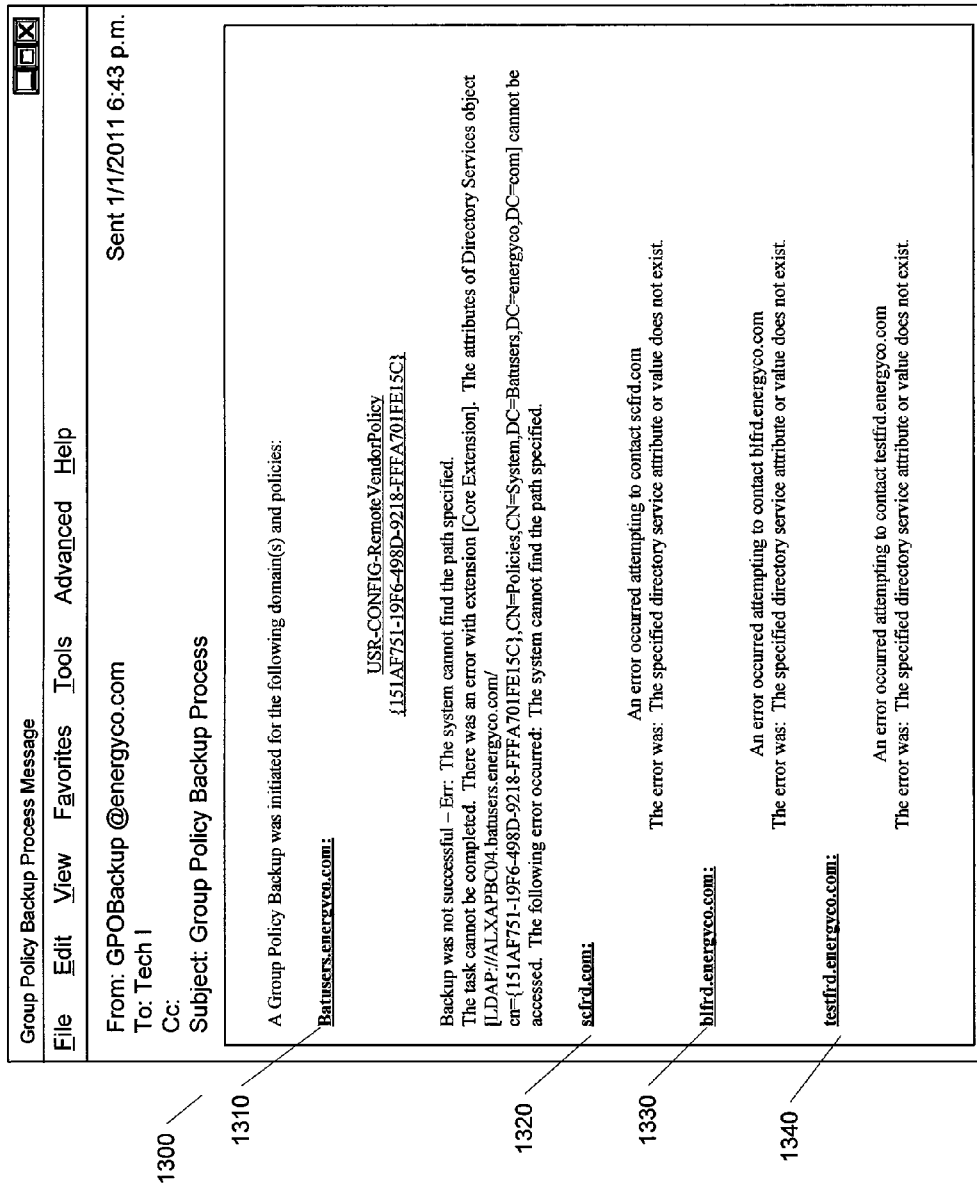 Group Policy Backup Process Message
File Edit View Favorites Tools Advanced Help
From: GPOBackup @energyco.com
Sent 1/1/2011 6:43 p.m.
To: Tech I
Cc:
Subject: Group Policy Backup Process
A Group Policy Backup was initiated for the following domain(s) and policies:
Batusers.energyco.com:
USR-CONFIG-RemoteVendorPolicy
{151AF751-19F6-498D-9218-FFFA701FE15C}
Backup was not successful – Err: The system cannot find the path specified.
The task cannot be completed. There was an error with extension [Core Extension]. The attributes of Directory Services object
[LDAP://ALXAPBC04.batusers.energyco.com/
cn={151AF751-19F6-498D-9218-FFFA701FE15C},CN=Policies,CN=System,DC=Batusers,DC=energyco,DC=com] cannot be
accessed. The following error occurred: The system cannot find the path specified.
scfrd.com:
An error occurred attempting to contact scfrd.com
The error was: The specified directory service attribute or value does not exist.
blfrd.energyco.com:
An error occurred attempting to contact blfrd.energyco.com
The error was: The specified directory service attribute or value does not exist.
testfrd.energyco.com:
An error occurred attempting to contact testfrd.energyco.com
The error was: The specified directory service attribute or value does not exist.
1300
1310
1320
1330
1340